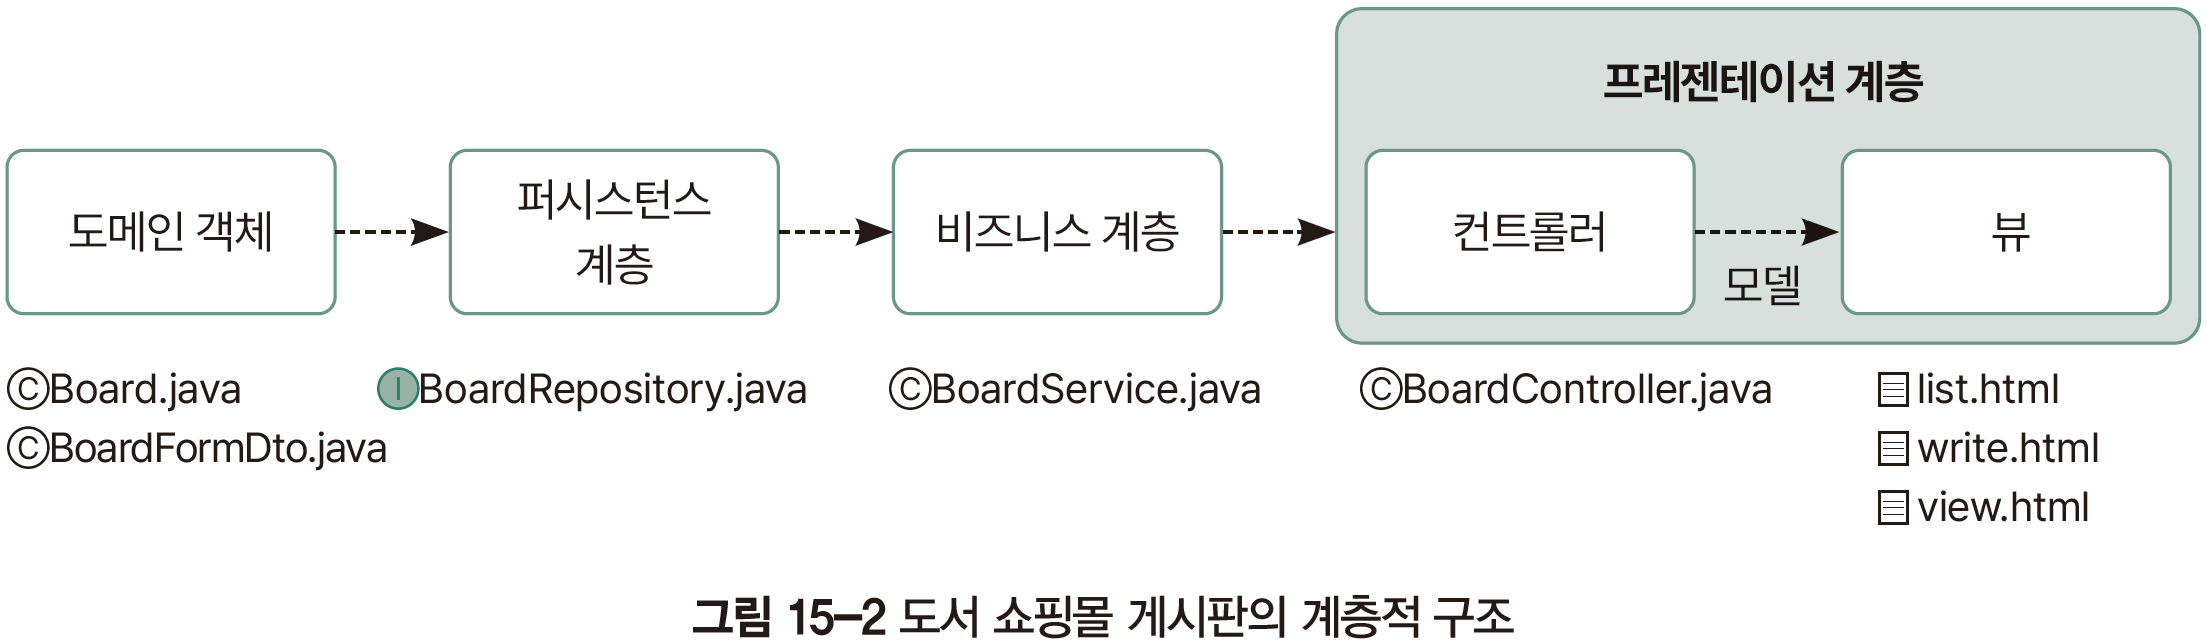 프레젠테이션 계층
도메인 객체
퍼시스턴스
계층
비즈니스 계층
컨트롤러
모델
뷰
ⒸBoard.java
ⒸBoardFormDto.java
ⒾBoardRepository.java
ⒸBoardService.java
ⒸBoardController.java
list.html
write.html
view.html
그림 15-2 도서 쇼핑몰 게시판의 계층적 구조